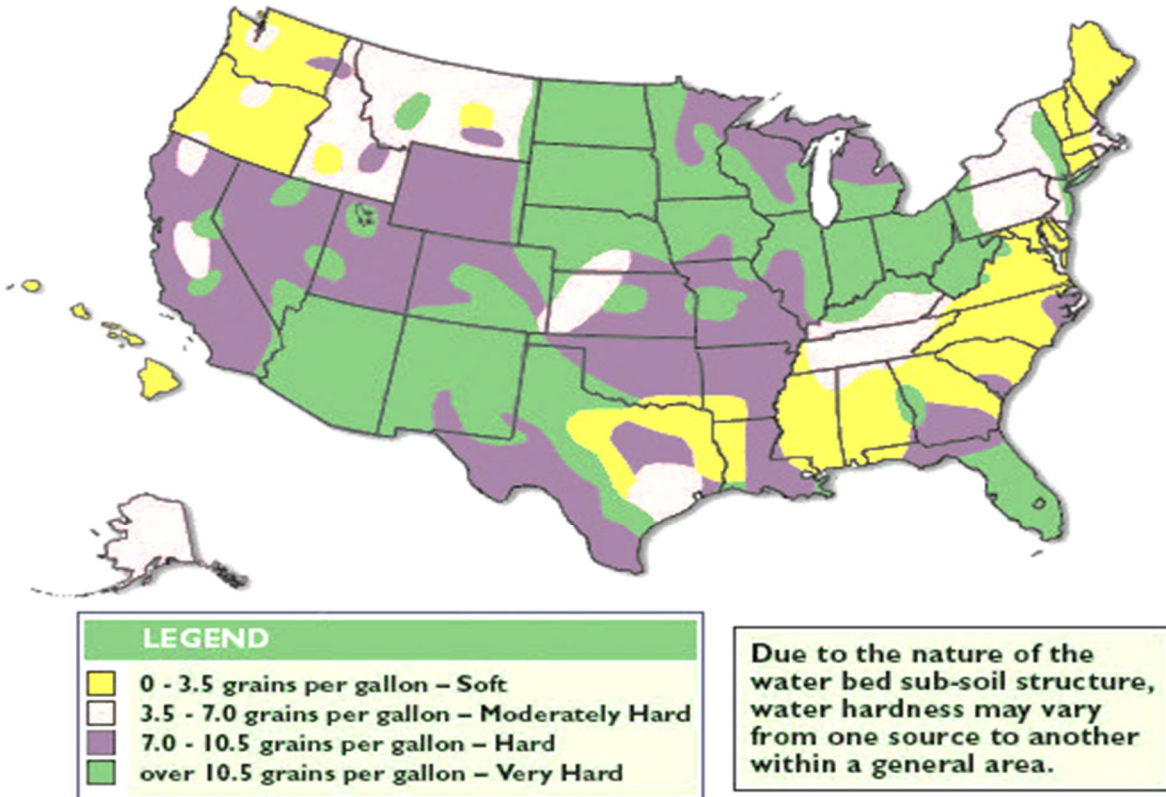 LEGEND
0 - 3.5 grains per gallon – Soft
3.5 - 7.0 grains per gallon – Moderately Hard
7.0 - 10.5 grains per gallon – Hard
over 10.5 grains per gallon – Very Hard
Due to the nature of the
water bed sub-soil structure,
water hardness may vary
from one source to another
within a general area.